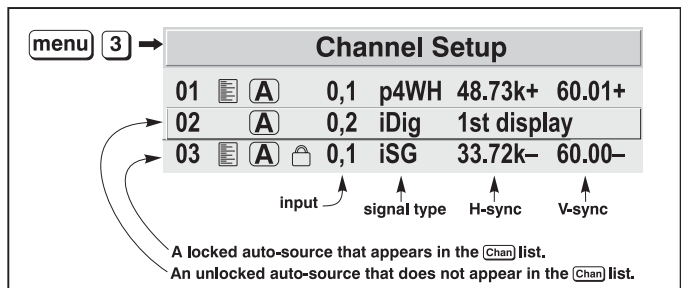 menu 3 → Channel Setup
01 A 0,1 p4WH 48.73k+ 60.01+
02 A 0,2 iDig 1st display
03 A 0,1 iSG 33.72k– 60.00–
input signal type H-sync V-sync
A locked auto-source that appears in the Chan list.
An unlocked auto-source that does not appear in the Chan list.